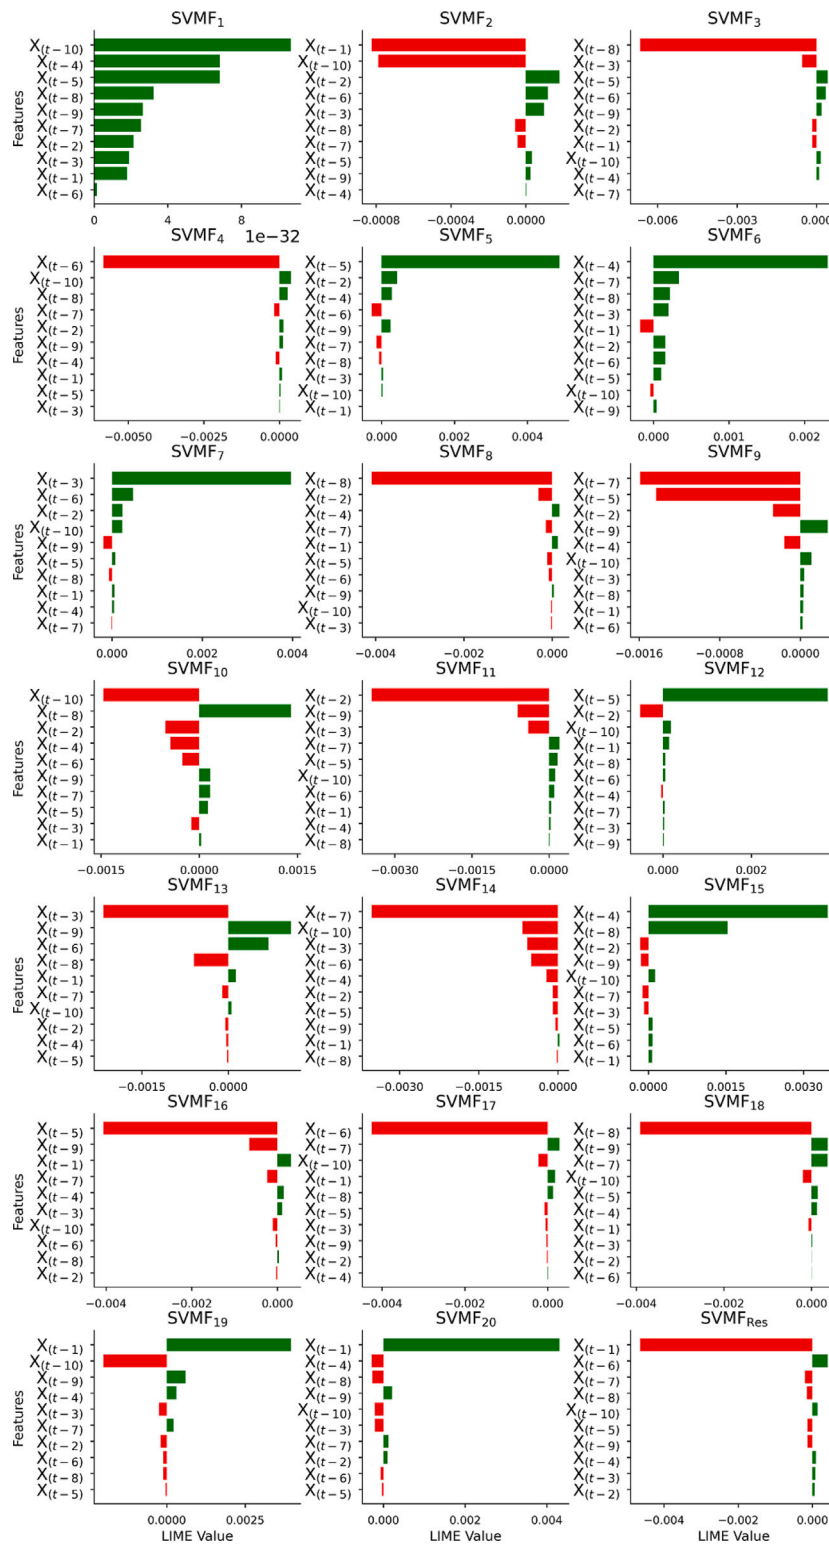 SVMF1
Features
X(t−10)
X(t−4)
X(t−5)
X(t−8)
X(t−9)
X(t−7)
X(t−2)
X(t−3)
X(t−1)
X(t−6)
0 4 8
1e−32
SVMF2
X(t−1)
X(t−10)
X(t−2)
X(t−6)
X(t−3)
X(t−8)
X(t−7)
X(t−5)
X(t−9)
X(t−4)
−0.0008 −0.0004 0.0000
SVMF3
X(t−8)
X(t−3)
X(t−5)
X(t−6)
X(t−9)
X(t−2)
X(t−1)
X(t−10)
X(t−4)
X(t−7)
−0.006 −0.003 0.000
SVMF4
Features
X(t−6)
X(t−10)
X(t−8)
X(t−7)
X(t−2)
X(t−9)
X(t−4)
X(t−1)
X(t−5)
X(t−3)
−0.0050 −0.0025 0.0000
SVMF5
X(t−5)
X(t−2)
X(t−4)
X(t−6)
X(t−9)
X(t−7)
X(t−8)
X(t−3)
X(t−10)
X(t−1)
0.000 0.002 0.004
SVMF6
X(t−4)
X(t−7)
X(t−8)
X(t−3)
X(t−1)
X(t−2)
X(t−6)
X(t−5)
X(t−10)
X(t−9)
0.000 0.001 0.002
SVMF7
Features
X(t−3)
X(t−6)
X(t−2)
X(t−10)
X(t−9)
X(t−5)
X(t−8)
X(t−1)
X(t−4)
X(t−7)
0.000 0.002 0.004
SVMF8
X(t−8)
X(t−2)
X(t−4)
X(t−7)
X(t−1)
X(t−5)
X(t−6)
X(t−9)
X(t−10)
X(t−3)
−0.004 −0.002 0.000
SVMF9
X(t−7)
X(t−5)
X(t−2)
X(t−9)
X(t−4)
X(t−10)
X(t−3)
X(t−8)
X(t−1)
X(t−6)
−0.0016 −0.0008 0.0000
SVMF10
Features
X(t−10)
X(t−8)
X(t−2)
X(t−4)
X(t−6)
X(t−9)
X(t−7)
X(t−5)
X(t−3)
X(t−1)
−0.0015 0.0000 0.0015
SVMF11
X(t−2)
X(t−9)
X(t−3)
X(t−7)
X(t−5)
X(t−10)
X(t−6)
X(t−1)
X(t−4)
X(t−8)
−0.0030 −0.0015 0.0000
SVMF12
X(t−5)
X(t−2)
X(t−10)
X(t−1)
X(t−8)
X(t−6)
X(t−4)
X(t−7)
X(t−3)
X(t−9)
0.000 0.002
SVMF13
Features
X(t−3)
X(t−9)
X(t−6)
X(t−8)
X(t−1)
X(t−7)
X(t−10)
X(t−2)
X(t−4)
X(t−5)
−0.0015 0.0000
SVMF14
X(t−7)
X(t−10)
X(t−3)
X(t−6)
X(t−4)
X(t−2)
X(t−5)
X(t−9)
X(t−1)
X(t−8)
−0.0030 −0.0015 0.0000
SVMF15
X(t−4)
X(t−8)
X(t−2)
X(t−9)
X(t−10)
X(t−7)
X(t−3)
X(t−5)
X(t−6)
X(t−1)
0.0000 0.0015 0.0030
SVMF16
Features
X(t−5)
X(t−9)
X(t−1)
X(t−7)
X(t−4)
X(t−3)
X(t−10)
X(t−6)
X(t−8)
X(t−2)
−0.004 −0.002 0.000
SVMF17
X(t−6)
X(t−7)
X(t−10)
X(t−1)
X(t−8)
X(t−5)
X(t−3)
X(t−9)
X(t−2)
X(t−4)
−0.004 −0.002 0.000
SVMF18
X(t−8)
X(t−9)
X(t−7)
X(t−10)
X(t−5)
X(t−4)
X(t−1)
X(t−3)
X(t−2)
X(t−6)
−0.004 −0.002 0.000
SVMF19
Features
X(t−1)
X(t−10)
X(t−9)
X(t−4)
X(t−3)
X(t−7)
X(t−2)
X(t−6)
X(t−8)
X(t−5)
0.0000 0.0025
LIME Value
SVMF20
X(t−1)
X(t−4)
X(t−8)
X(t−9)
X(t−10)
X(t−3)
X(t−7)
X(t−2)
X(t−6)
X(t−5)
0.000 0.002 0.004
LIME Value
SVMFRes
X(t−1)
X(t−6)
X(t−7)
X(t−8)
X(t−10)
X(t−5)
X(t−9)
X(t−4)
X(t−3)
X(t−2)
−0.004 −0.002 0.000
LIME Value